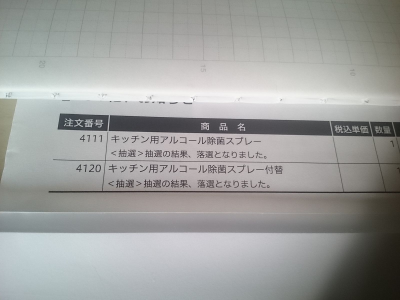 注文番号 商品名 税込単価 数量
4111 キッチン用アルコール除菌スプレー 1
＜抽選＞抽選の結果、落選となりました。
4120 キッチン用アルコール除菌スプレー付替
＜抽選＞抽選の結果、落選となりました。